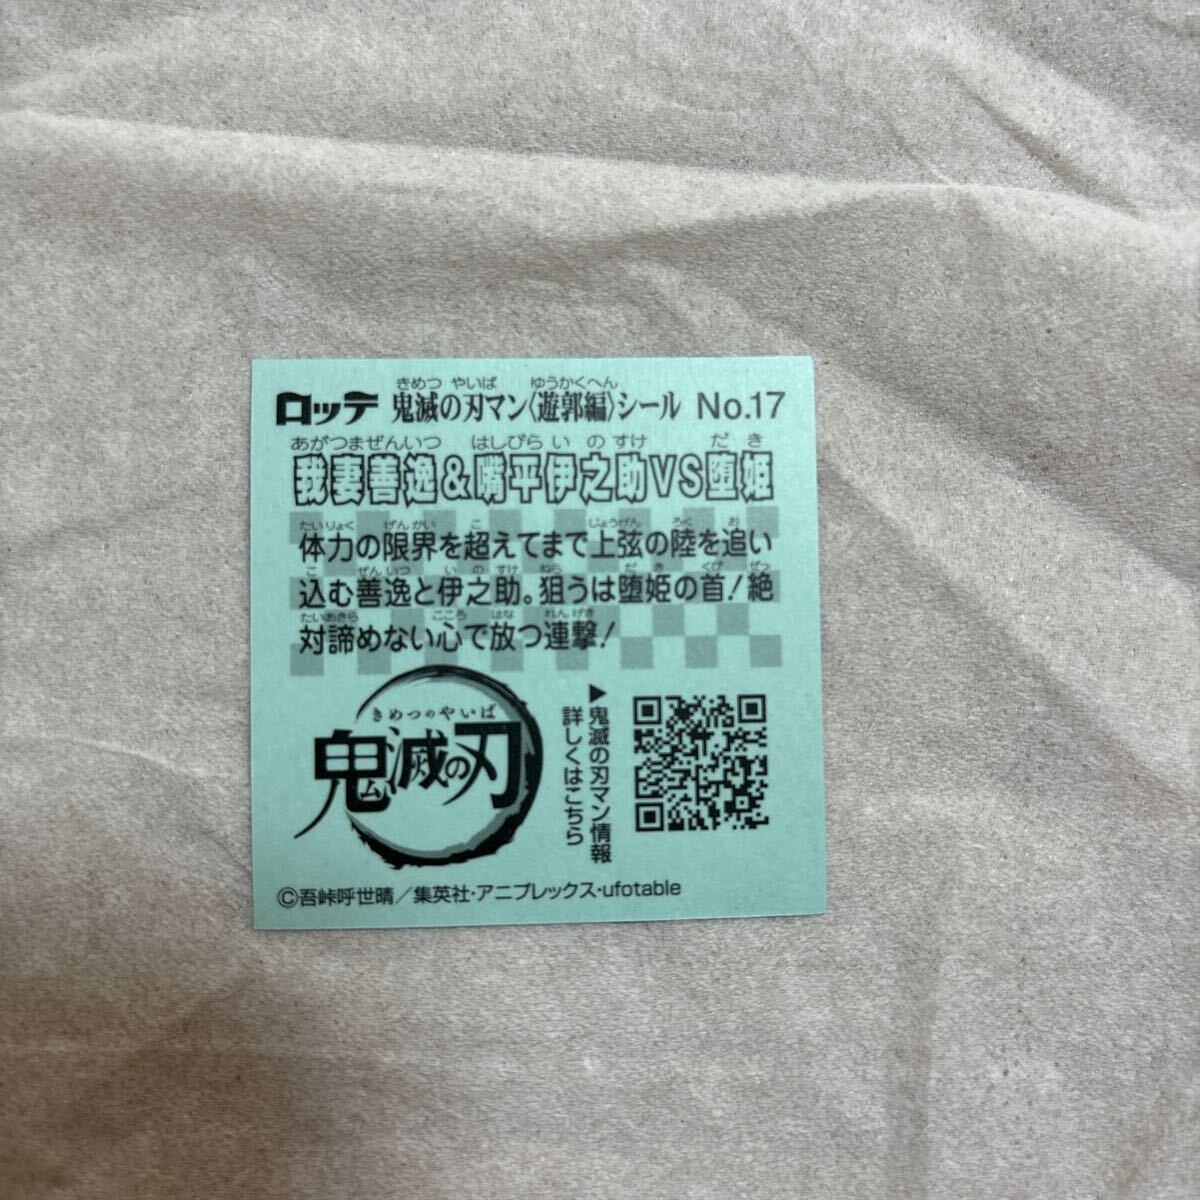 きめつ やいば ゆうかくへん
ロッテ 鬼滅の刃マン〈遊郭編〉シール No.17
あがつまぜんいつ はしびら い の すけ だ き
我妻善逸&嘴平伊之助VS堕姫
たいりょく げんかい こ じょうげん ろく お
体力の限界を超えてまで上弦の陸を追い
こ ぜんいつ い の すけ ねら だ き くび ぜっ
込む善逸と伊之助。狙うは堕姫の首!絶
たいあきら こころ はな れんげき
対諦めない心で放つ連撃!
きめつのやいば
鬼滅の刃
▶鬼滅の刃マン情報
詳しくはこちら
©吾峠呼世晴／集英社・アニプレックス・ufotable